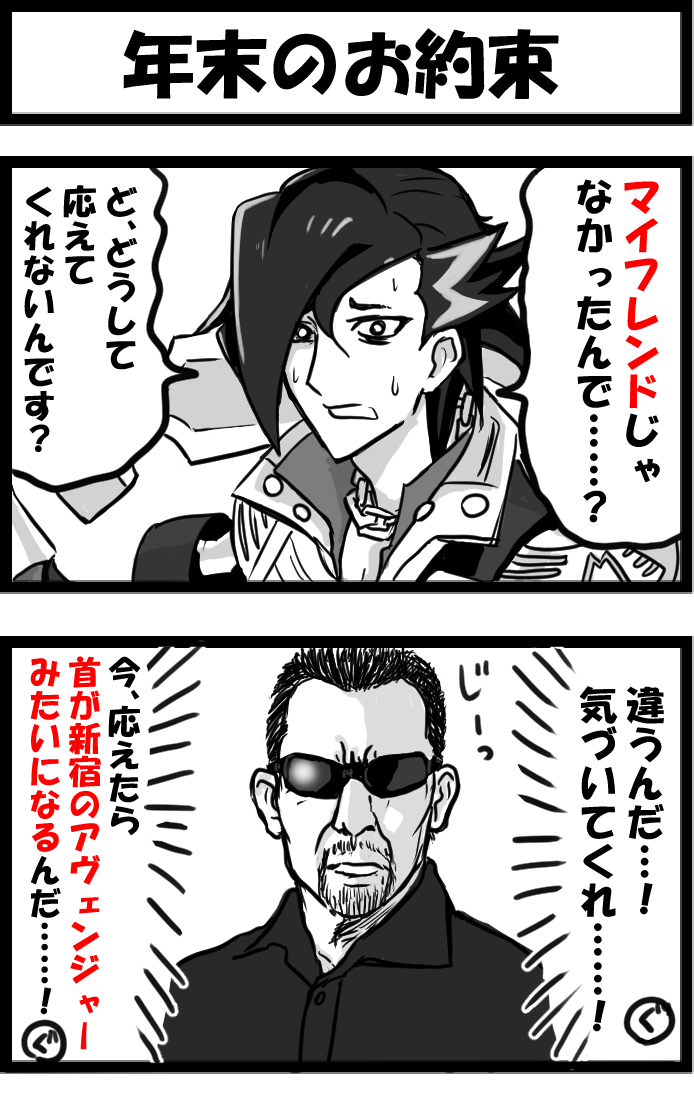 年末のお約束
マイフレンドじゃ
なかったんで……?
ど、どうして
応えて
くれないんです?
違うんだ…!
気づいてくれ……!
ぐ
じーっ
今、応えたら
首が新宿のアヴェンジャー
みたいになるんだ……!
ぐ